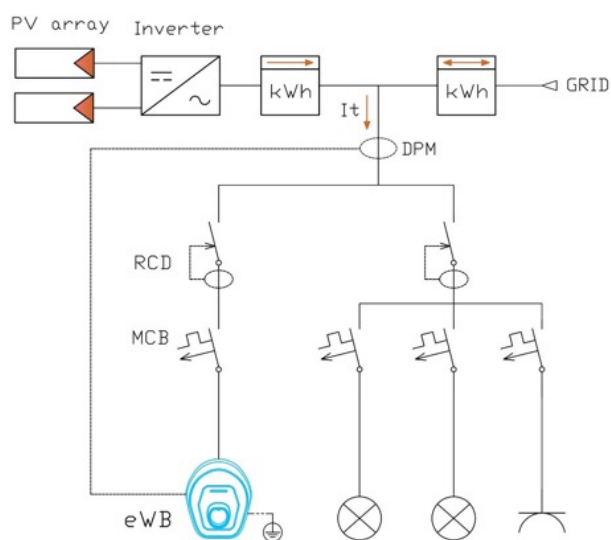 PV array
Inverter
kWh
kWh
GRID
It
DPM
RCD
MCB
eWB